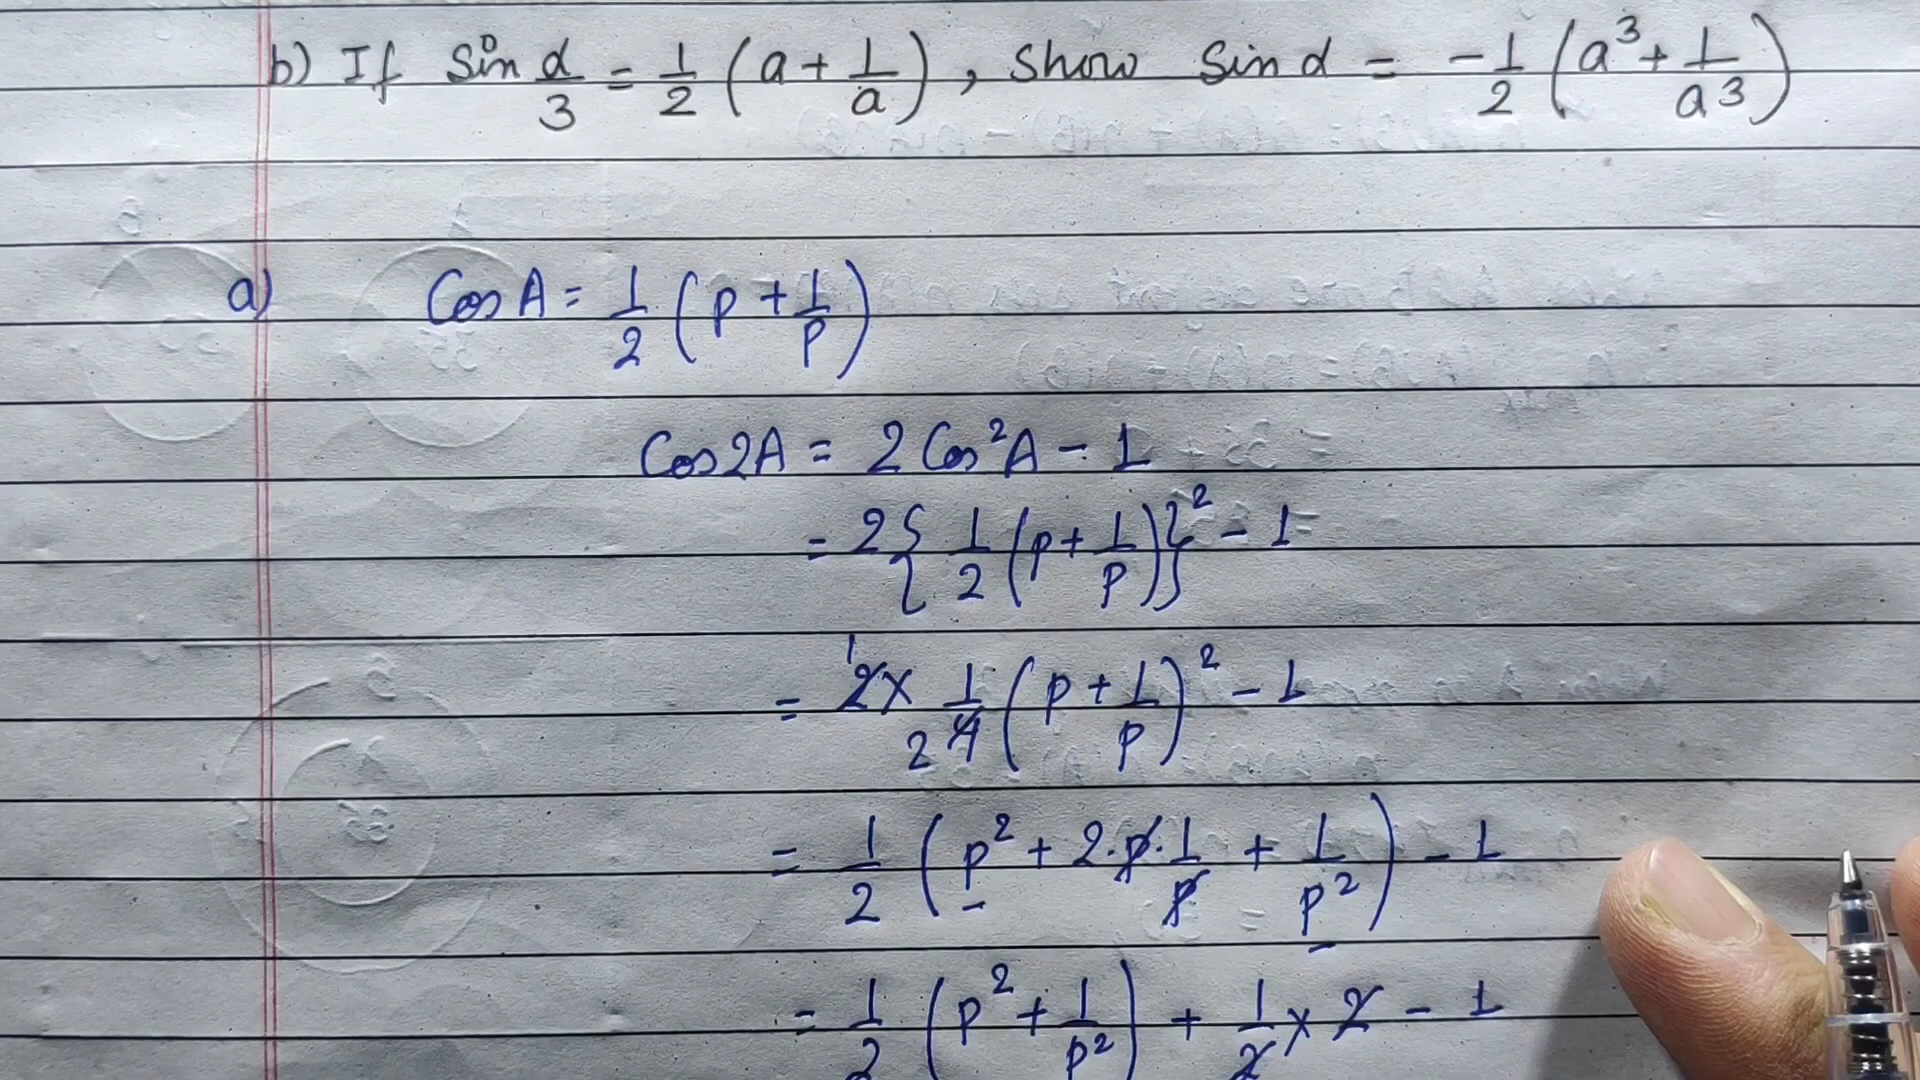 b) If Sin α/3 = 1/2 (a + 1/a), Show Sin α = -1/2 (a³ + 1/a³)
a) Cos A = 1/2 (p + 1/p)
Cos 2A = 2 Cos²A - 1
= 2{1/2 (p + 1/p)}² - 1
= 2 1 × 1/4 2 (p + 1/p)² - 1
= 1/2 (p² + 2·p·1/p + 1/p²) - 1
= 1/2 (p² + 1/p²) + 1/2 × 2 - 1